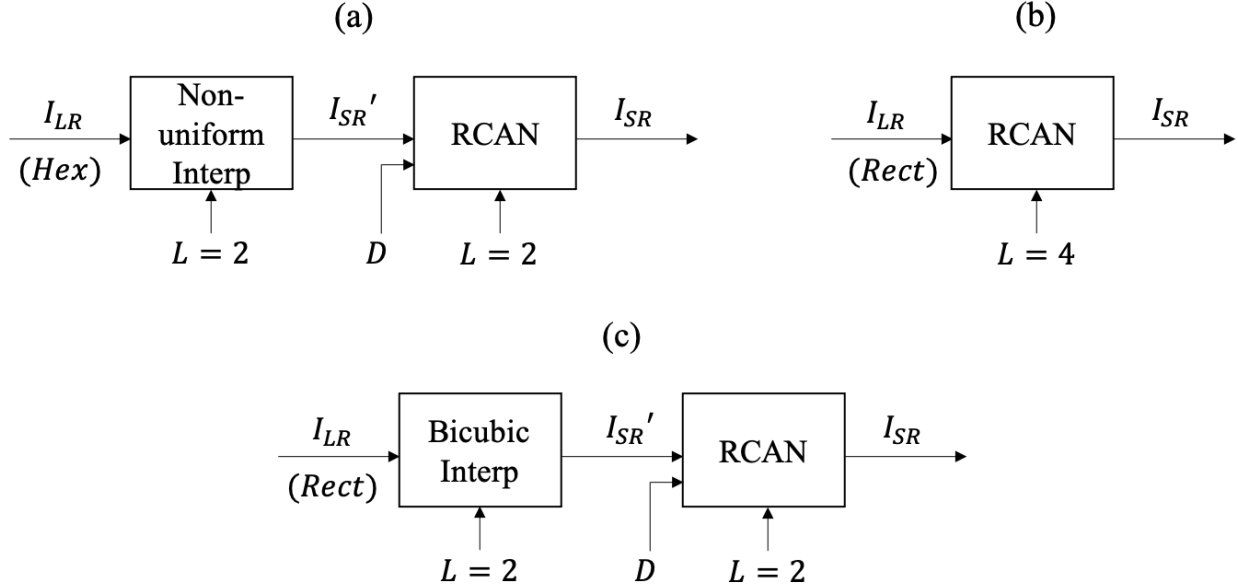 (a)
I_LR
(Hex)
Non-
uniform
Interp
L = 2
I_SR'
D
RCAN
L = 2
I_SR
(b)
I_LR
(Rect)
RCAN
L = 4
I_SR
(c)
I_LR
(Rect)
Bicubic
Interp
L = 2
I_SR'
D
RCAN
L = 2
I_SR